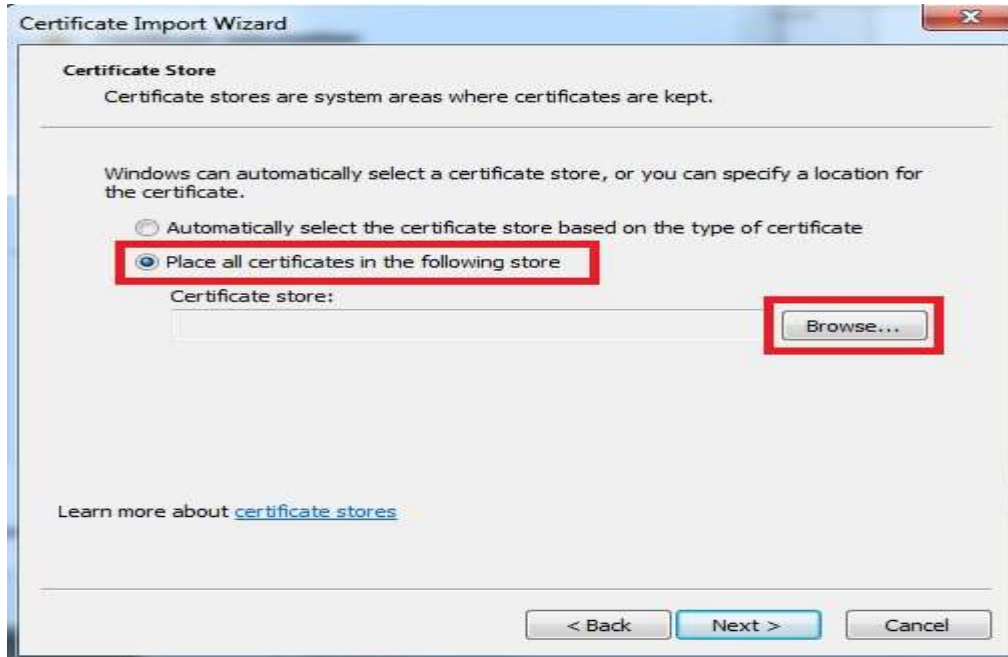 Certificate Import Wizard
Certificate Store
Certificate stores are system areas where certificates are kept.
Windows can automatically select a certificate store, or you can specify a location for
the certificate.
Automatically select the certificate store based on the type of certificate
Place all certificates in the following store
Certificate store:
Browse...
Learn more about certificate stores
< Back
Next >
Cancel